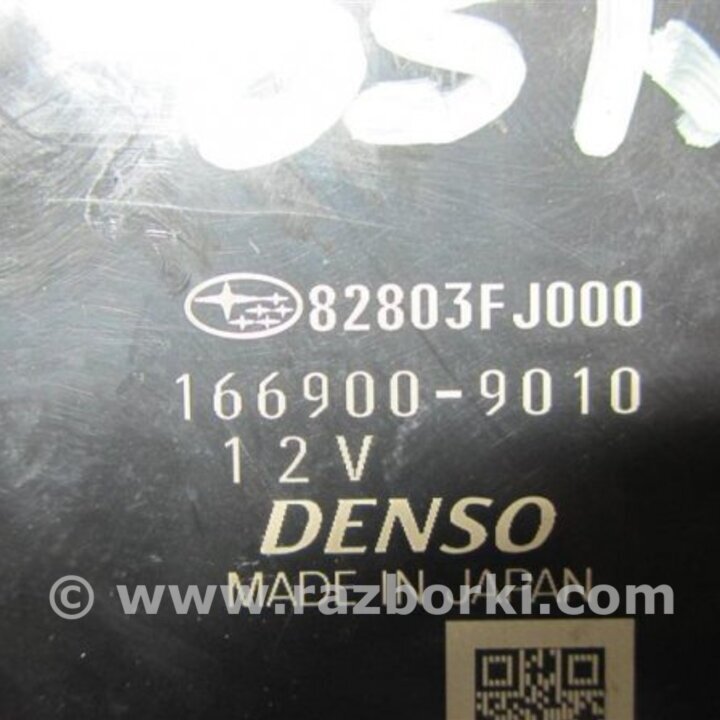 82803FJ000
166900-9010
12V
DENSO
MADE IN JAPAN
© www.razborki.com